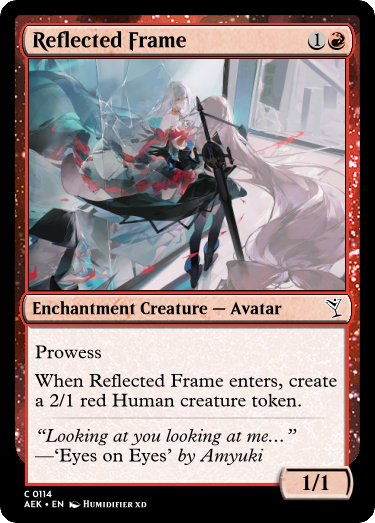 Reflected Frame 1
Enchantment Creature — Avatar
Prowess
When Reflected Frame enters, create
a 2/1 red Human creature token.
“Looking at you looking at me…”
—‘Eyes on Eyes’ by Amyuki
1/1
C 0114
AEK • EN Humidifier XD